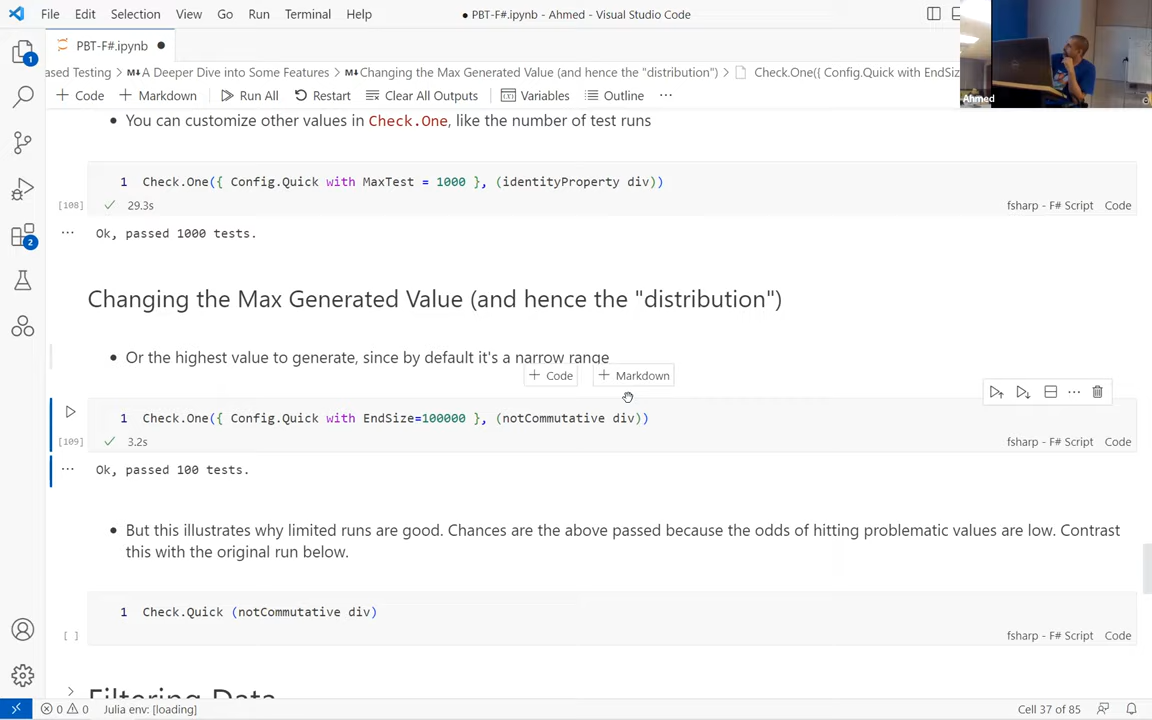 File Edit Selection View Go Run Terminal Help
● PBT-F#.ipynb - Ahmed - Visual Studio Code
PBT-F#.ipynb ●
ased Testing > M↓A Deeper Dive into Some Features > M↓Changing the Max Generated Value (and hence the "distribution") > Check.One({ Config.Quick with EndSize
+ Code + Markdown Run All Restart Clear All Outputs Variables Outline ···
Ahmed
1
2
• You can customize other values in Check.One, like the number of test runs
1 Check.One({ Config.Quick with MaxTest = 1000 }, (identityProperty div))
[108] ✓ 29.3s fsharp - F# Script Code
··· Ok, passed 1000 tests.
Changing the Max Generated Value (and hence the "distribution")
• Or the highest value to generate, since by default it's a narrow range
+ Code + Markdown
1 Check.One({ Config.Quick with EndSize=100000 }, (notCommutative div))
[109] ✓ 3.2s fsharp - F# Script Code
··· Ok, passed 100 tests.
• But this illustrates why limited runs are good. Chances are the above passed because the odds of hitting problematic values are low. Contrast
this with the original run below.
1 Check.Quick (notCommutative div)
[ ] fsharp - F# Script Code
Filtering Data
0 0 Julia env: [loading] Cell 37 of 85